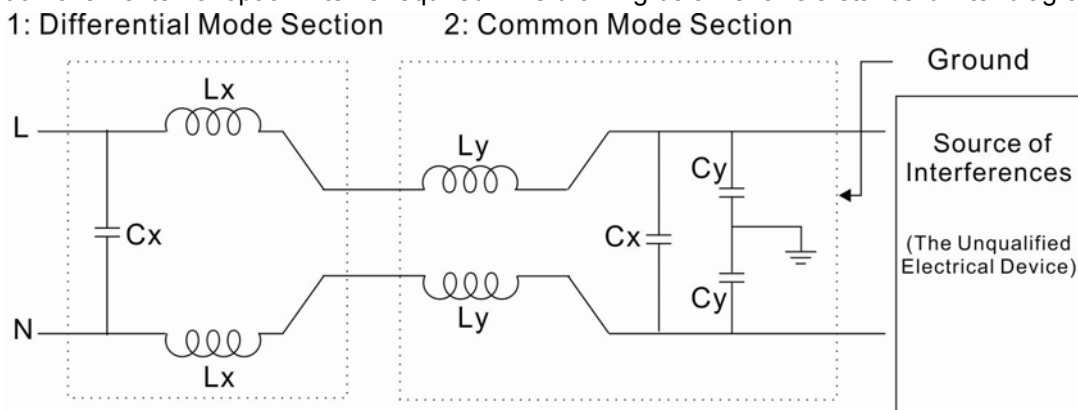 1: Differential Mode Section 2: Common Mode Section
Ground
Lx
L
Ly
Source of
Interferences
Cy
Cx
Cx
(The Unqualified
Electrical Device)
Cy
Ly
N
Lx